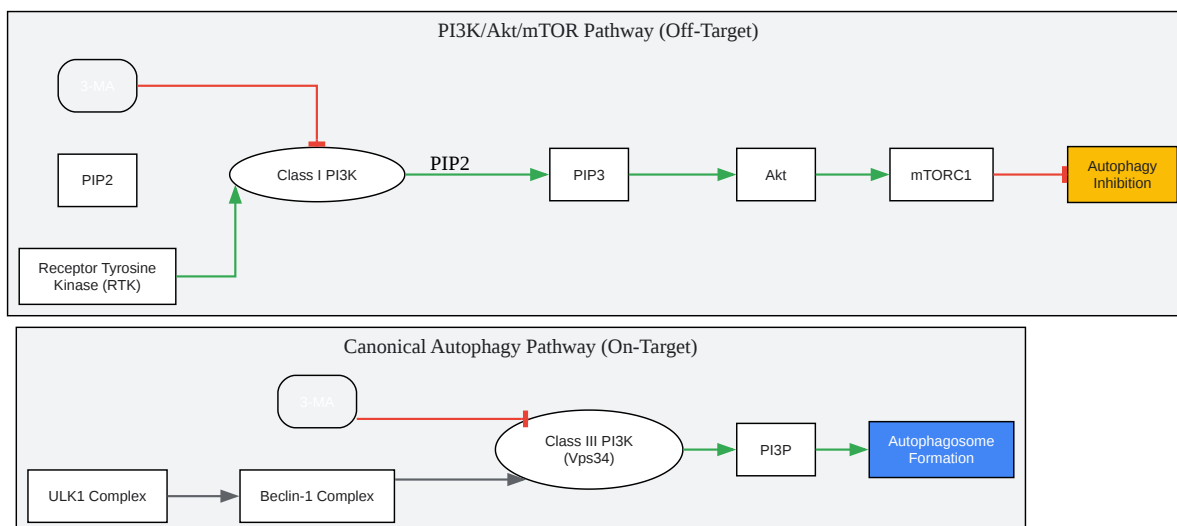 PI3K/Akt/mTOR Pathway (Off-Target)
3-MA
PIP2
Receptor Tyrosine
Kinase (RTK)
Class I PI3K
PIP2
PIP3
Akt
mTORC1
Autophagy
Inhibition
Canonical Autophagy Pathway (On-Target)
3-MA
ULK1 Complex
Beclin-1 Complex
Class III PI3K
(Vps34)
PI3P
Autophagosome
Formation